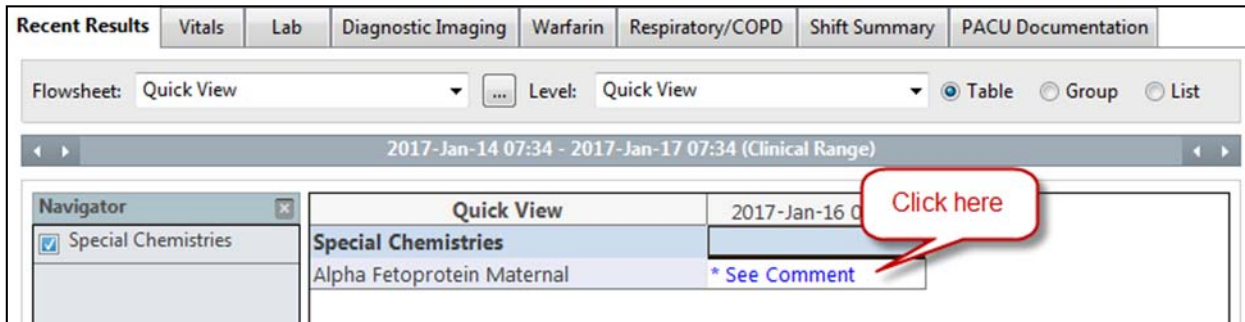 Recent Results Vitals Lab Diagnostic Imaging Warfarin Respiratory/COPD Shift Summary PACU Documentation
Flowsheet: Quick View ... Level: Quick View Table Group List
2017-Jan-14 07:34 - 2017-Jan-17 07:34 (Clinical Range)
Navigator
Special Chemistries
Quick View 2017-Jan-16 0
Click here
Special Chemistries
Alpha Fetoprotein Maternal * See Comment